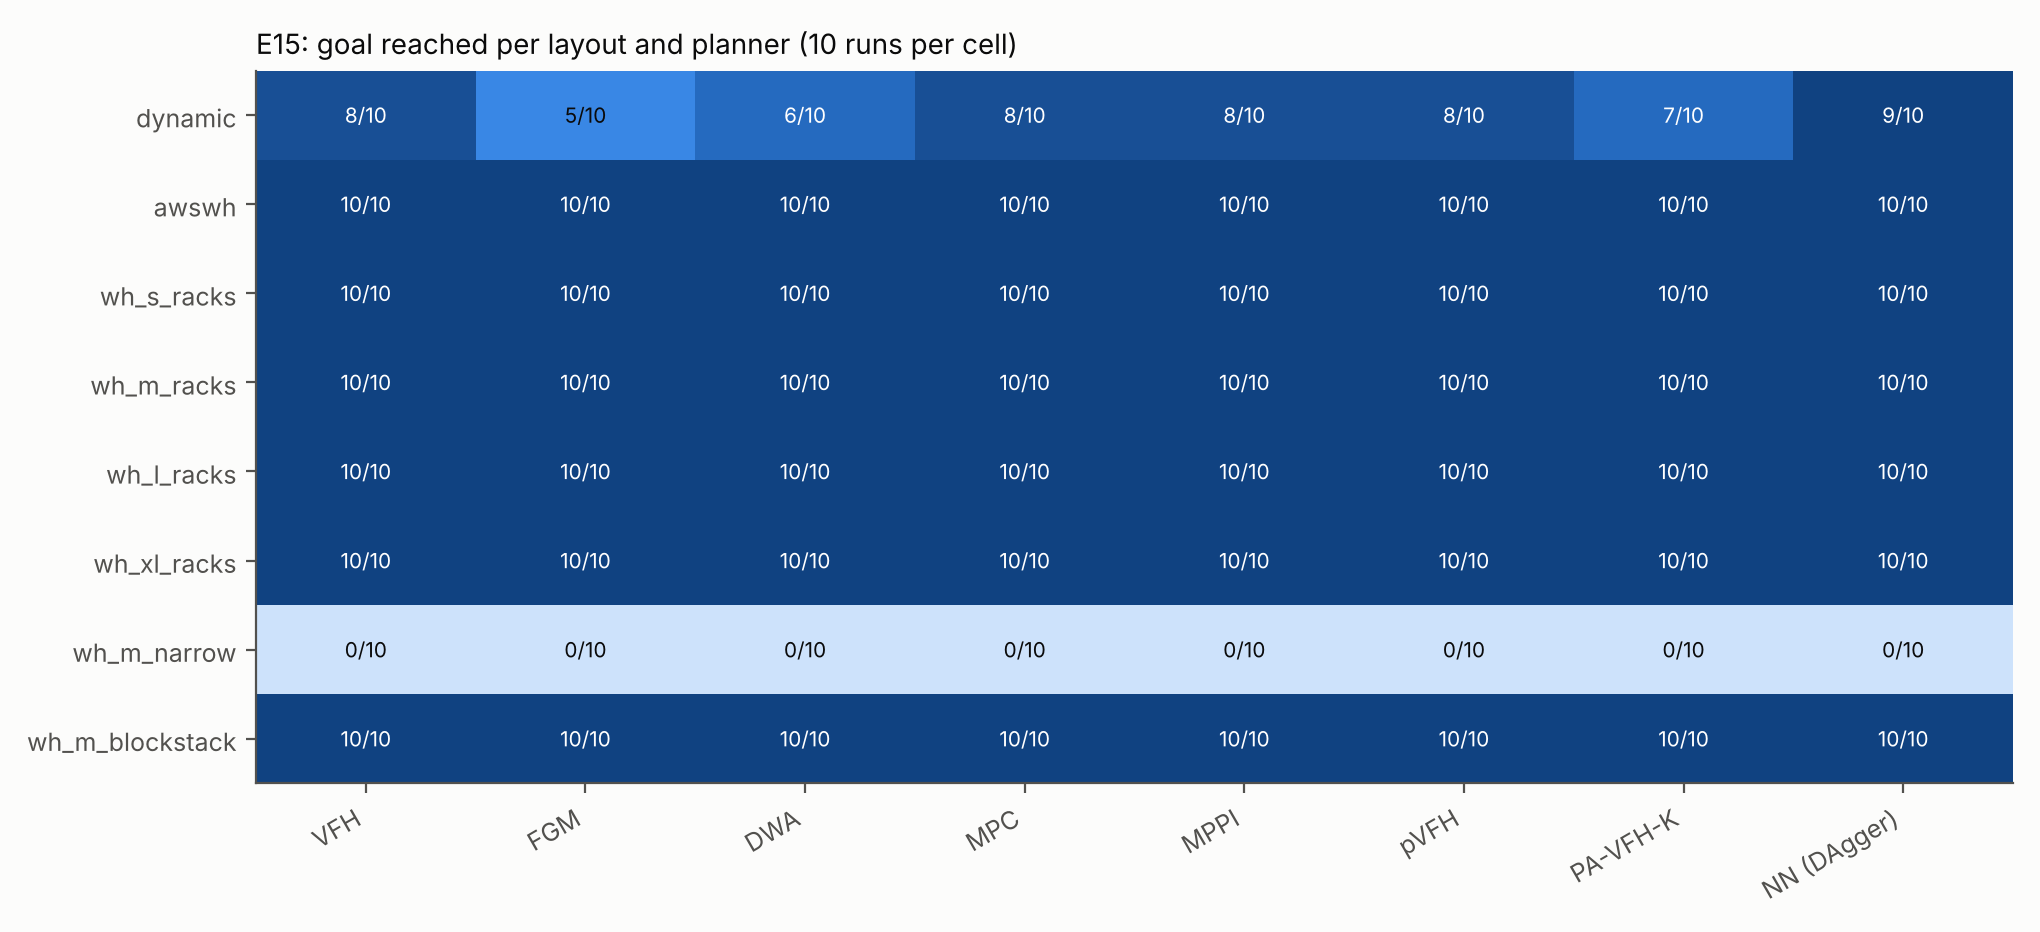 E15: goal reached per layout and planner (10 runs per cell)
dynamic 8/10 5/10 6/10 8/10 8/10 8/10 7/10 9/10
awswh 10/10 10/10 10/10 10/10 10/10 10/10 10/10 10/10
wh_s_racks 10/10 10/10 10/10 10/10 10/10 10/10 10/10 10/10
wh_m_racks 10/10 10/10 10/10 10/10 10/10 10/10 10/10 10/10
wh_l_racks 10/10 10/10 10/10 10/10 10/10 10/10 10/10 10/10
wh_xl_racks 10/10 10/10 10/10 10/10 10/10 10/10 10/10 10/10
wh_m_narrow 0/10 0/10 0/10 0/10 0/10 0/10 0/10 0/10
wh_m_blockstack 10/10 10/10 10/10 10/10 10/10 10/10 10/10 10/10
VFH FGM DWA MPC MPPI pVFH PA-VFH-K NN (DAgger)